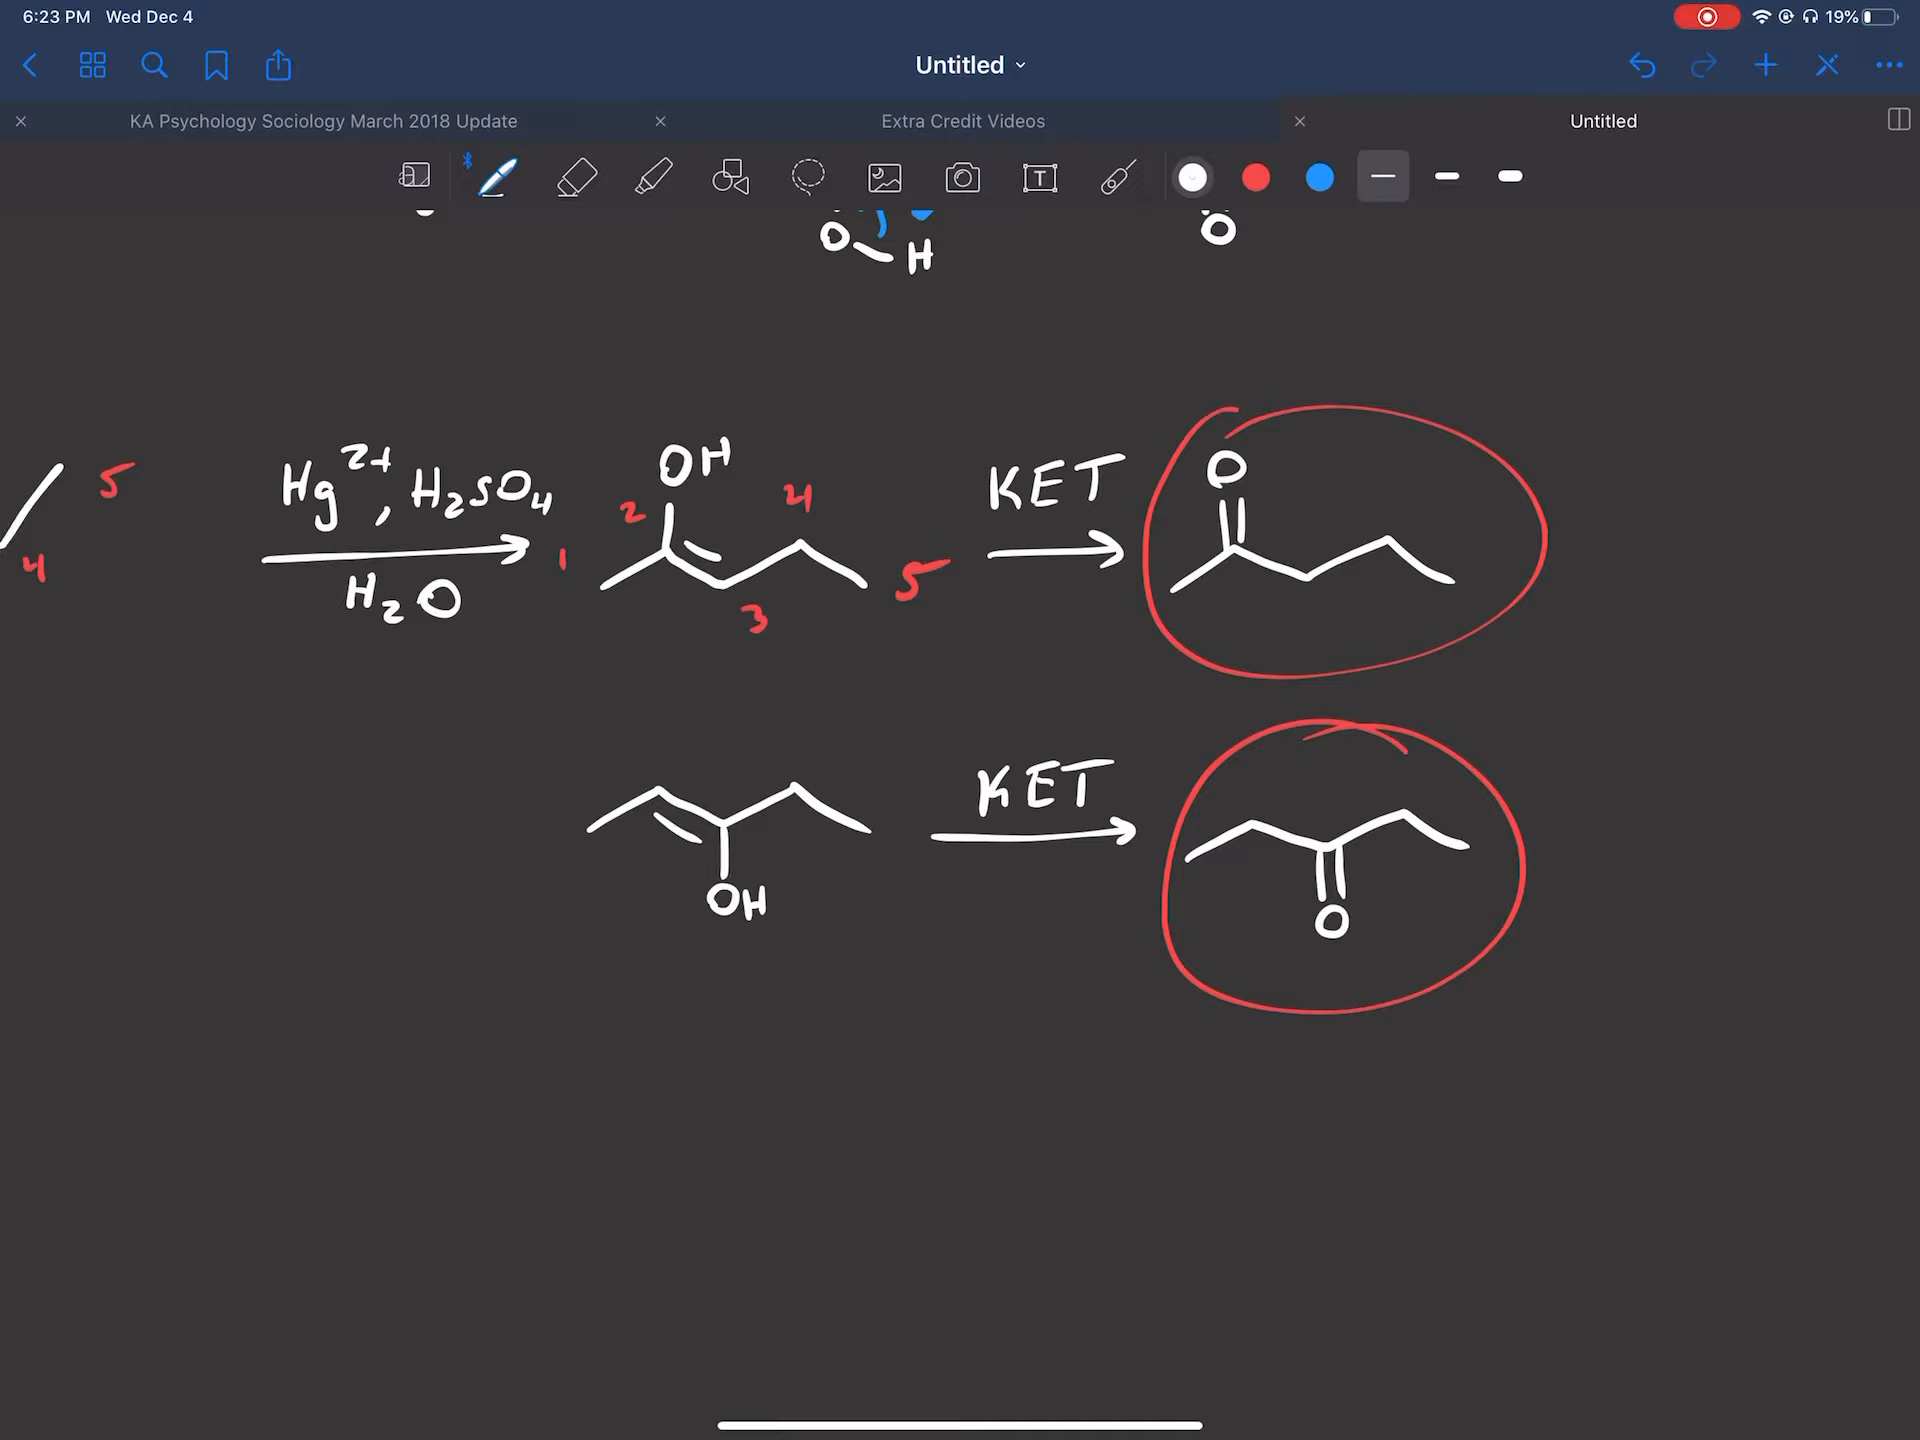 6:23 PM Wed Dec 4
19%
Untitled
KA Psychology Sociology March 2018 Update
Extra Credit Videos
Untitled
T
O
H
O
5
4
Hg²⁺, H₂SO₄
H₂O
OH
1
2
3
4
5
KET
O
OH
KET
O